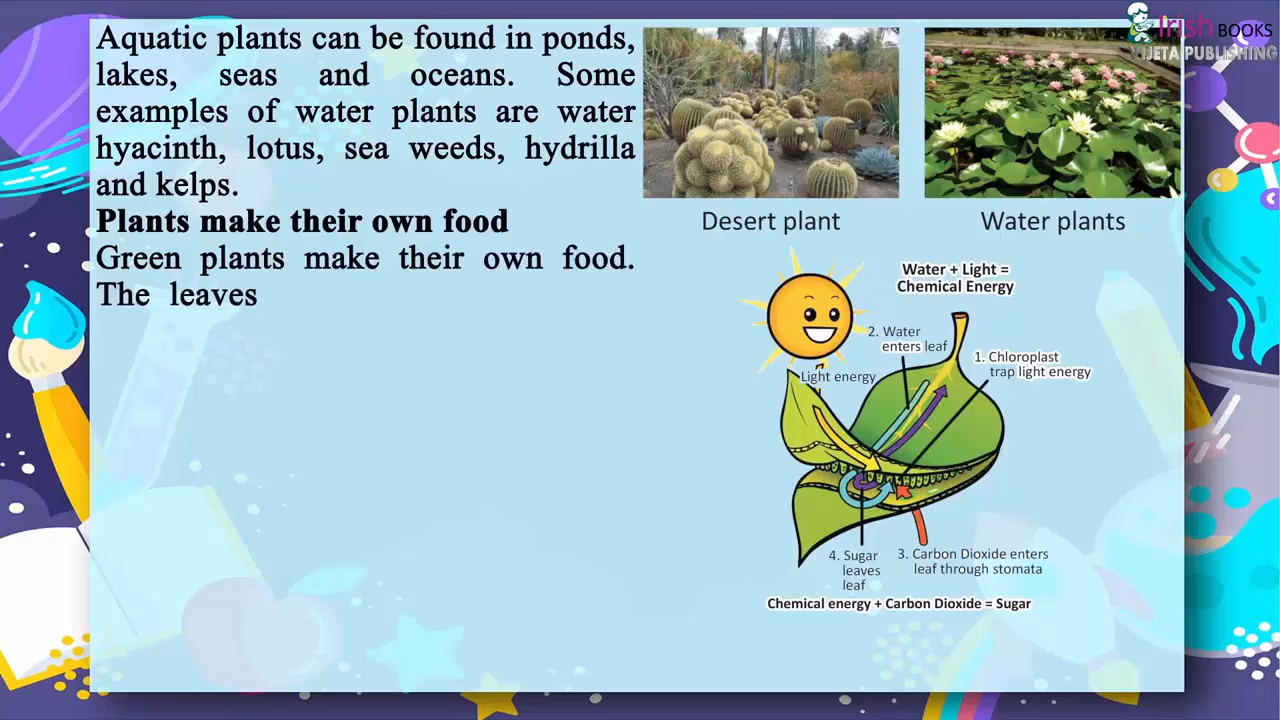 Aquatic plants can be found in ponds,
lakes, seas and oceans. Some
examples of water plants are water
hyacinth, lotus, sea weeds, hydrilla
and kelps.
Plants make their own food
Green plants make their own food.
The leaves
Irish BOOKS
VIJETA PUBLISHING
Desert plant
Water plants
Water + Light =
Chemical Energy
2. Water
enters leaf
1. Chloroplast
trap light energy
Light energy
4. Sugar
leaves
leaf
3. Carbon Dioxide enters
leaf through stomata
Chemical energy + Carbon Dioxide = Sugar